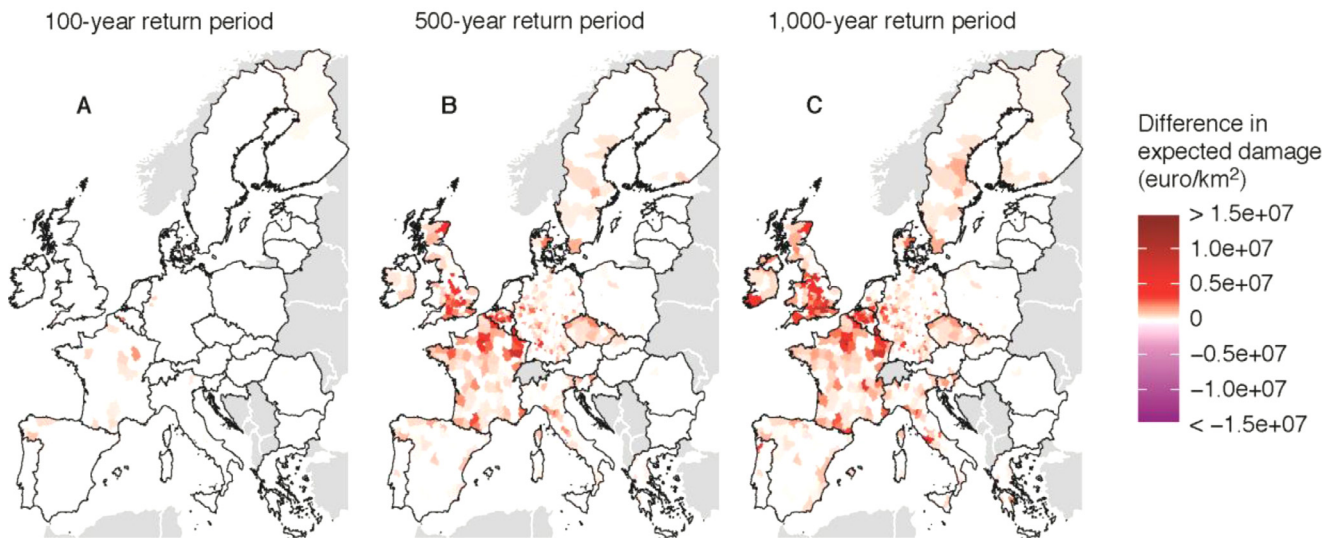 100-year return period
500-year return period
1,000-year return period
A
B
C
Difference in
expected damage
(euro/km²)
> 1.5e+07
1.0e+07
0.5e+07
0
−0.5e+07
−1.0e+07
< −1.5e+07